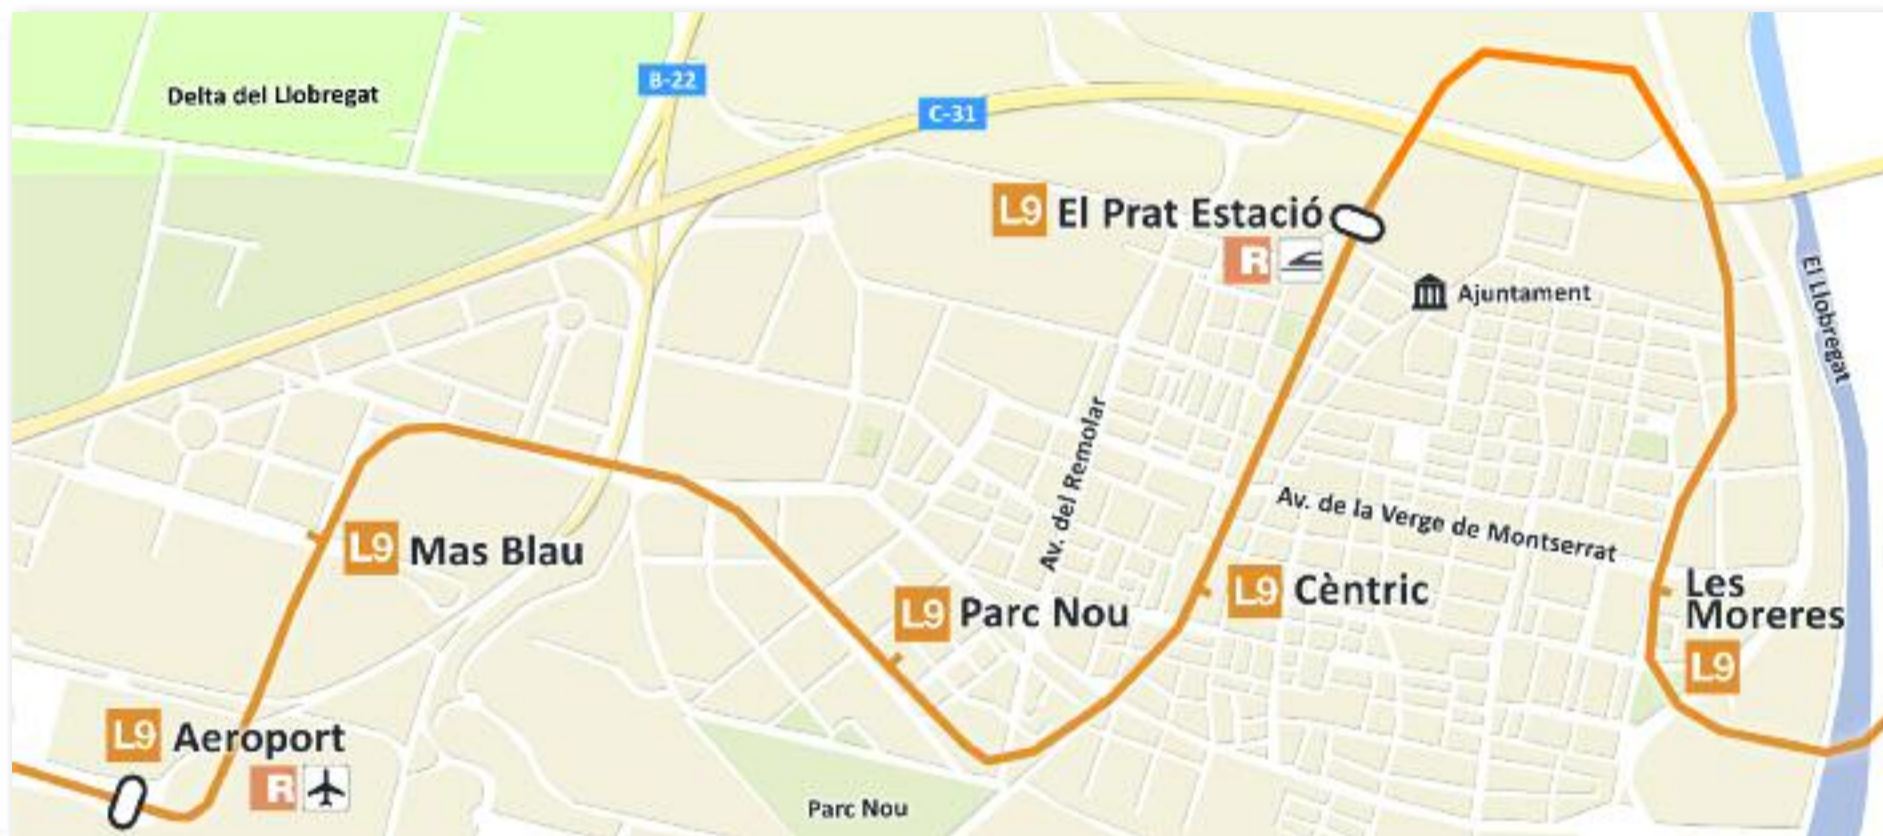 B-22
Delta del Llobregat
C-31
L9 El Prat Estació
R
Ajuntament
El Llobregat
Av. del Remolar
Av. de la Verge de Montserrat
L9 Mas Blau
L9 Parc Nou
L9 Cèntric
Les
Moreres
L9
L9 Aeroport
R
Parc Nou